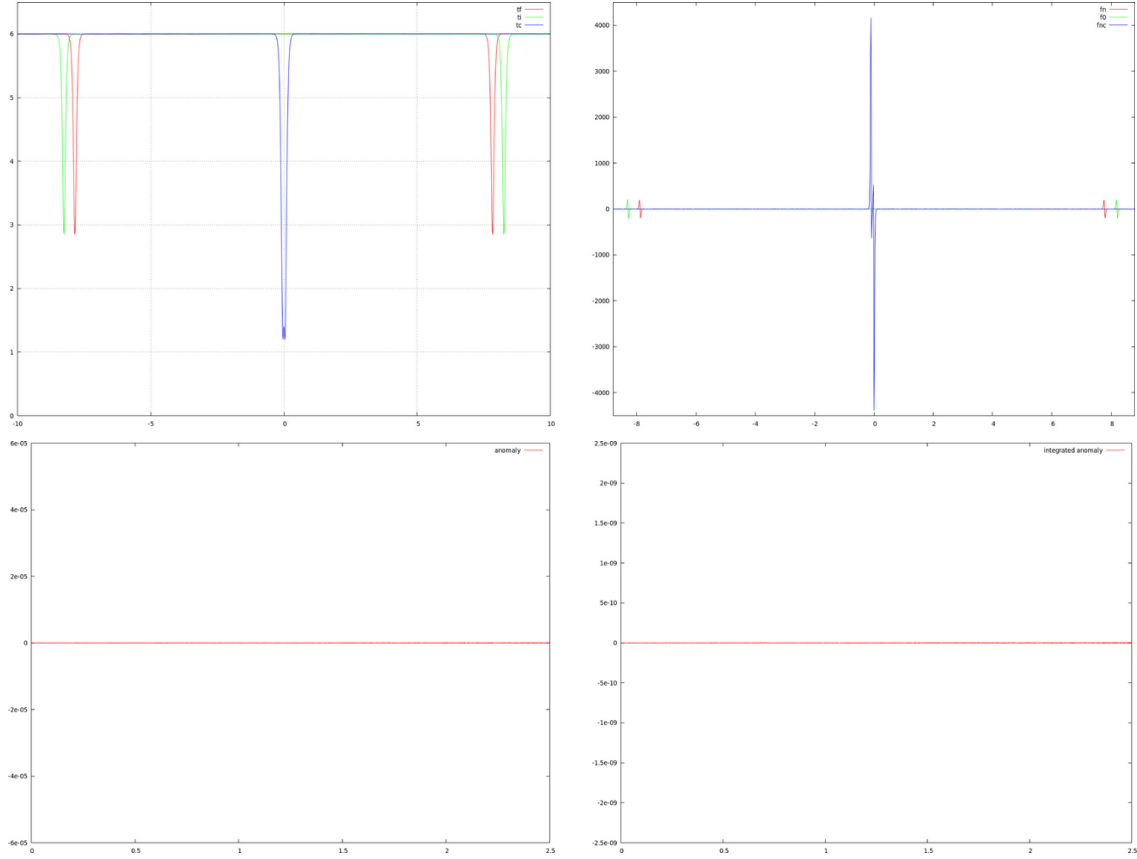 tf
ti
tc
6
5
4
3
2
1
0
-10
-5
0
5
10
fn
f0
fnc
4000
3000
2000
1000
0
-1000
-2000
-3000
-4000
-8
-6
-4
-2
0
2
4
6
8
anomaly
6e-05
4e-05
2e-05
0
-2e-05
-4e-05
-6e-05
0
0.5
1
1.5
2
2.5
integrated anomaly
2.5e-09
2e-09
1.5e-09
1e-09
5e-10
0
-5e-10
-1e-09
-1.5e-09
-2e-09
-2.5e-09
0
0.5
1
1.5
2
2.5